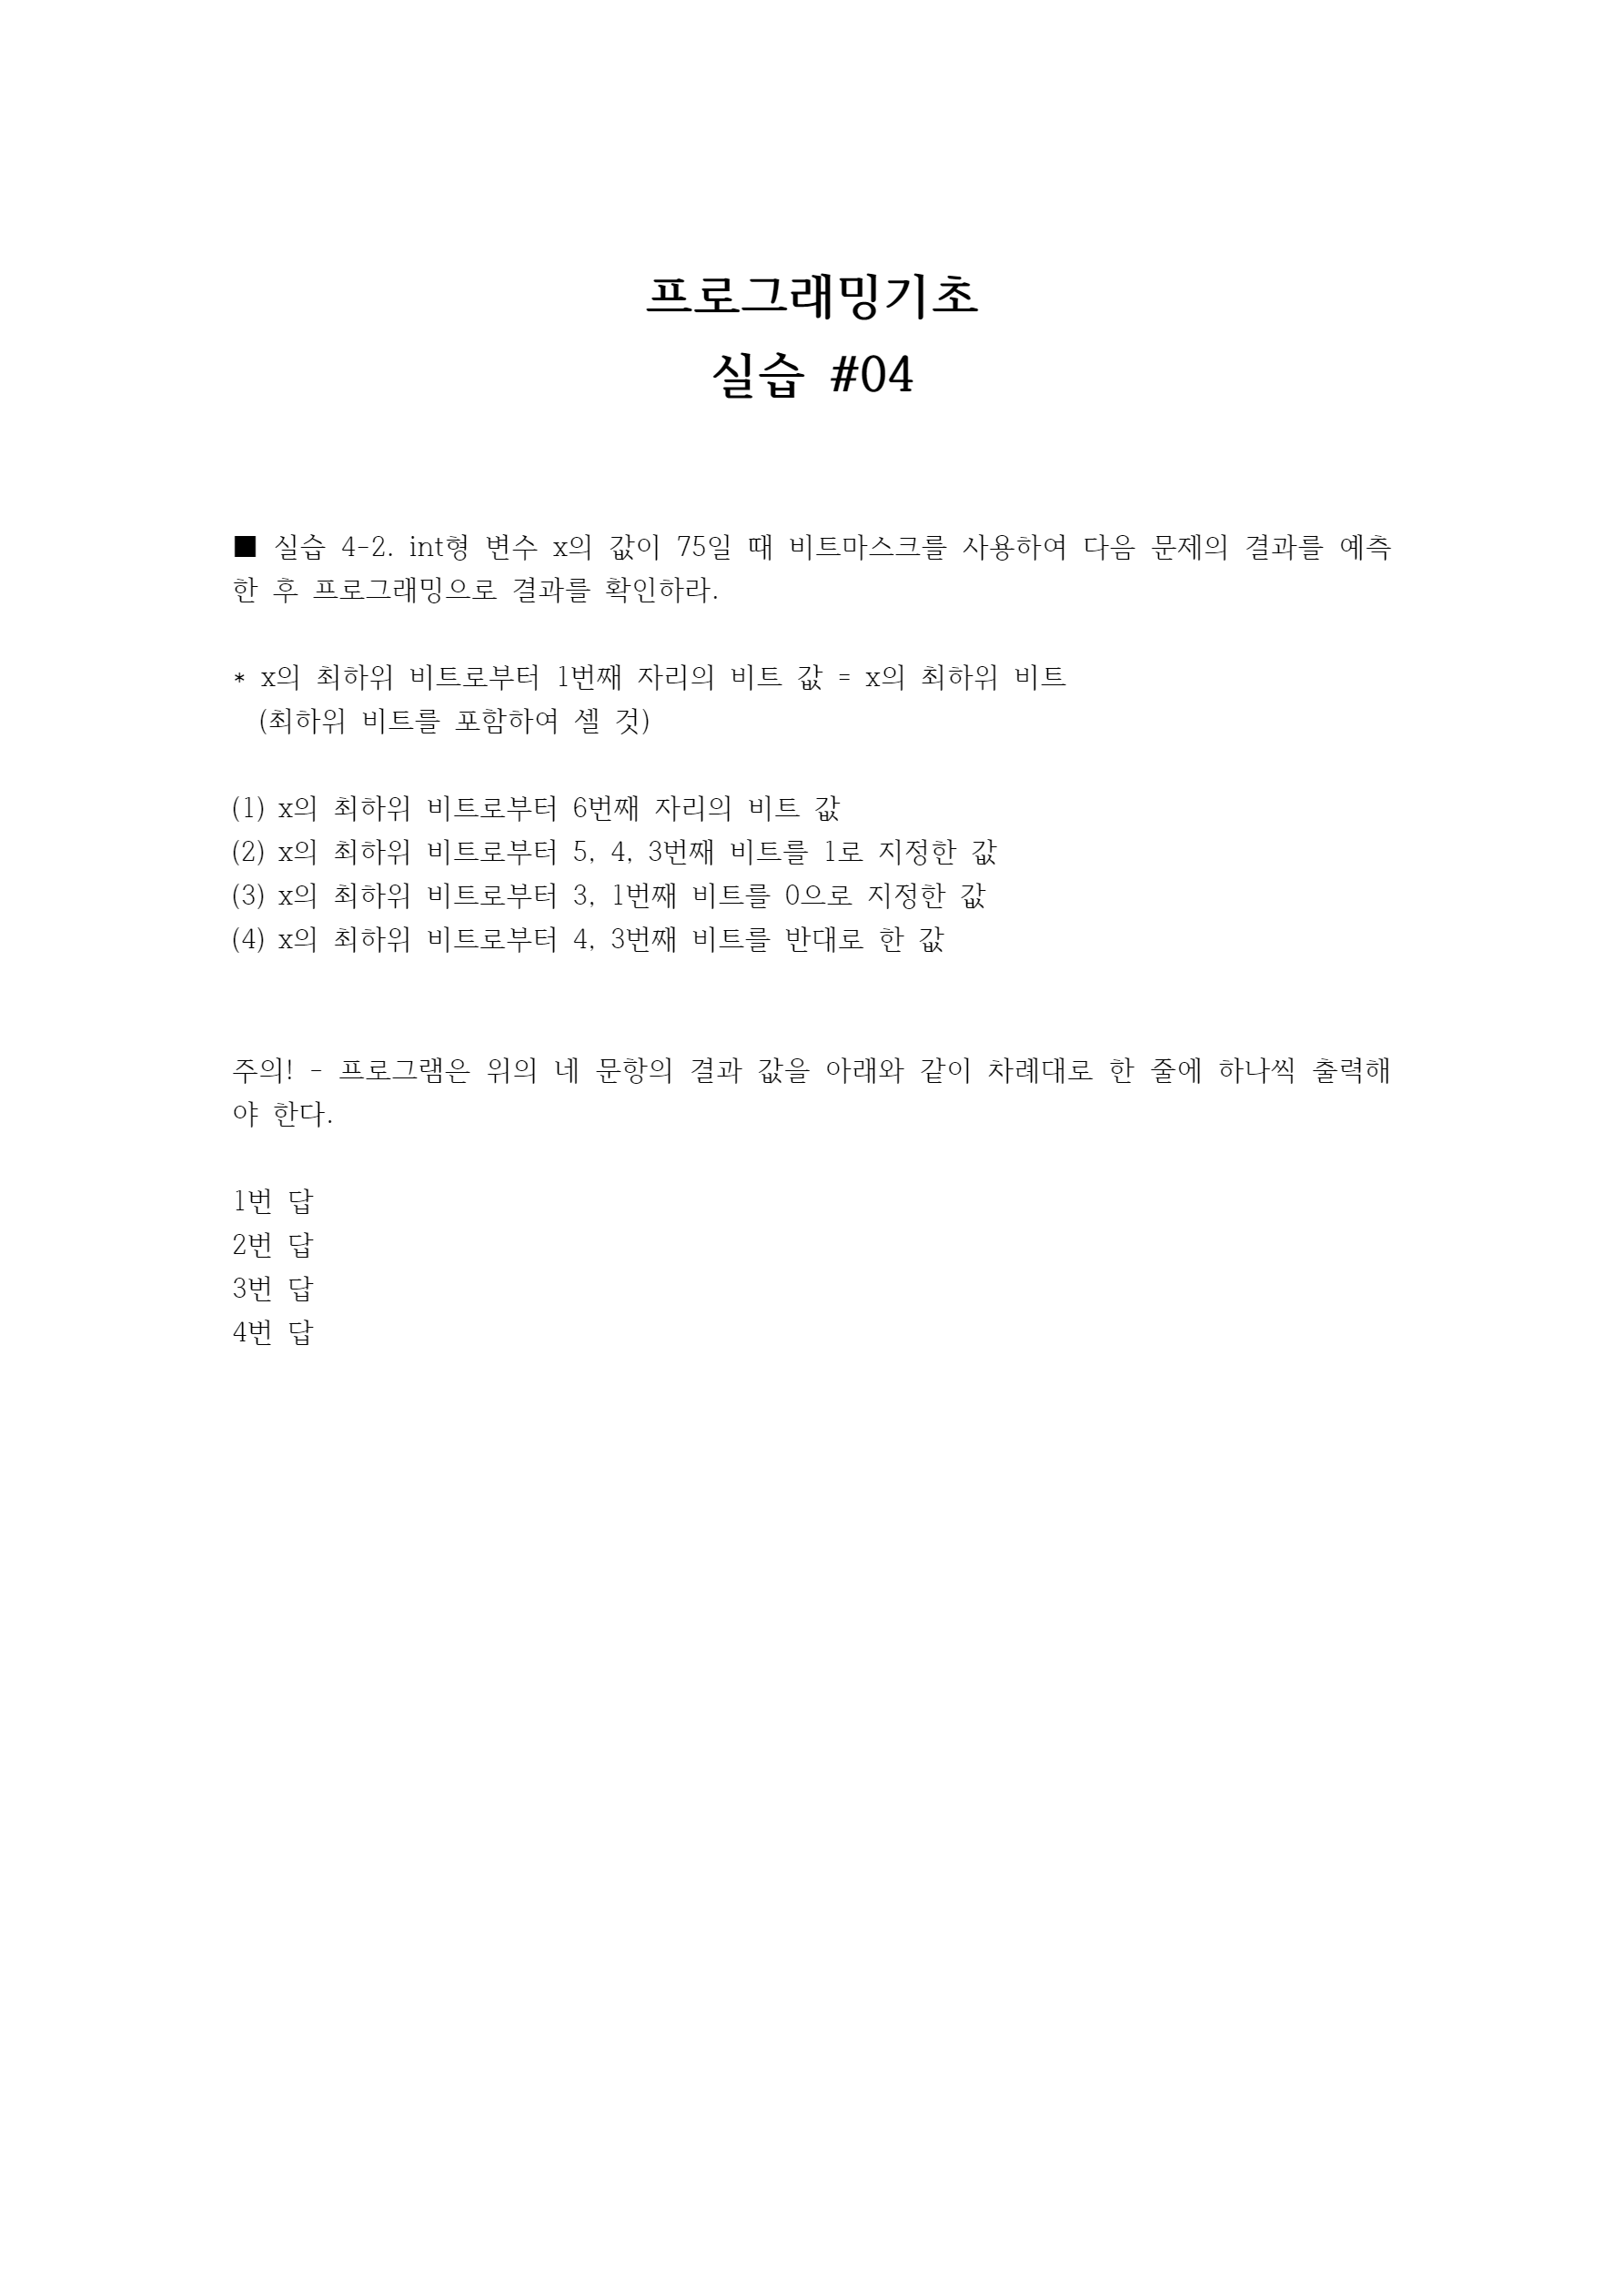 프로그래밍기초
실습 #04
■ 실습 4-2. int형 변수 x의 값이 75일 때 비트마스크를 사용하여 다음 문제의 결과를 예측
한 후 프로그래밍으로 결과를 확인하라.
* x의 최하위 비트로부터 1번째 자리의 비트 값 = x의 최하위 비트
(최하위 비트를 포함하여 셀 것)
(1) x의 최하위 비트로부터 6번째 자리의 비트 값
(2) x의 최하위 비트로부터 5, 4, 3번째 비트를 1로 지정한 값
(3) x의 최하위 비트로부터 3, 1번째 비트를 0으로 지정한 값
(4) x의 최하위 비트로부터 4, 3번째 비트를 반대로 한 값
주의! - 프로그램은 위의 네 문항의 결과 값을 아래와 같이 차례대로 한 줄에 하나씩 출력해
야 한다.
1번 답
2번 답
3번 답
4번 답